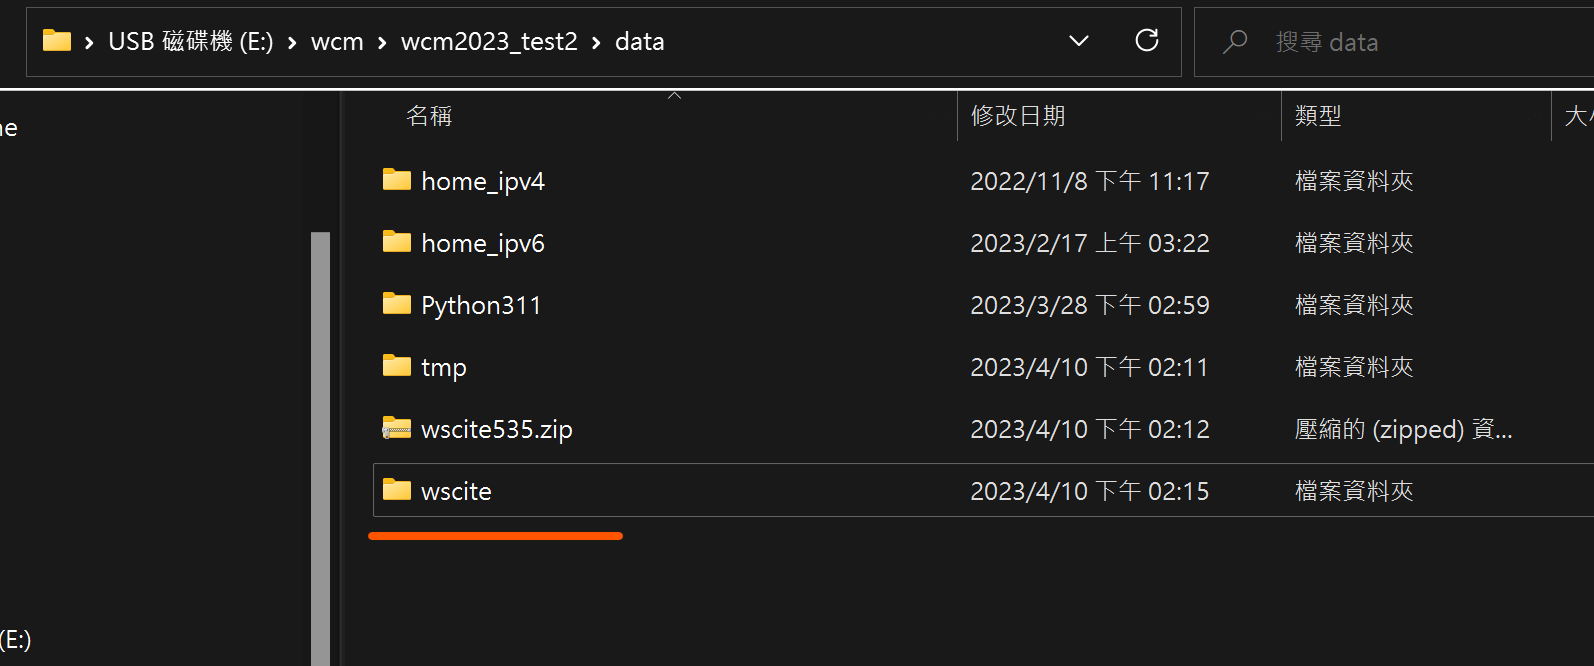 USB 磁碟機 (E:) › wcm › wcm2023_test2 › data
搜尋 data
名稱 修改日期 類型
home_ipv4 2022/11/8 下午 11:17 檔案資料夾
home_ipv6 2023/2/17 上午 03:22 檔案資料夾
Python311 2023/3/28 下午 02:59 檔案資料夾
tmp 2023/4/10 下午 02:11 檔案資料夾
wscite535.zip 2023/4/10 下午 02:12 壓縮的 (zipped) 資...
wscite 2023/4/10 下午 02:15 檔案資料夾
(E:)